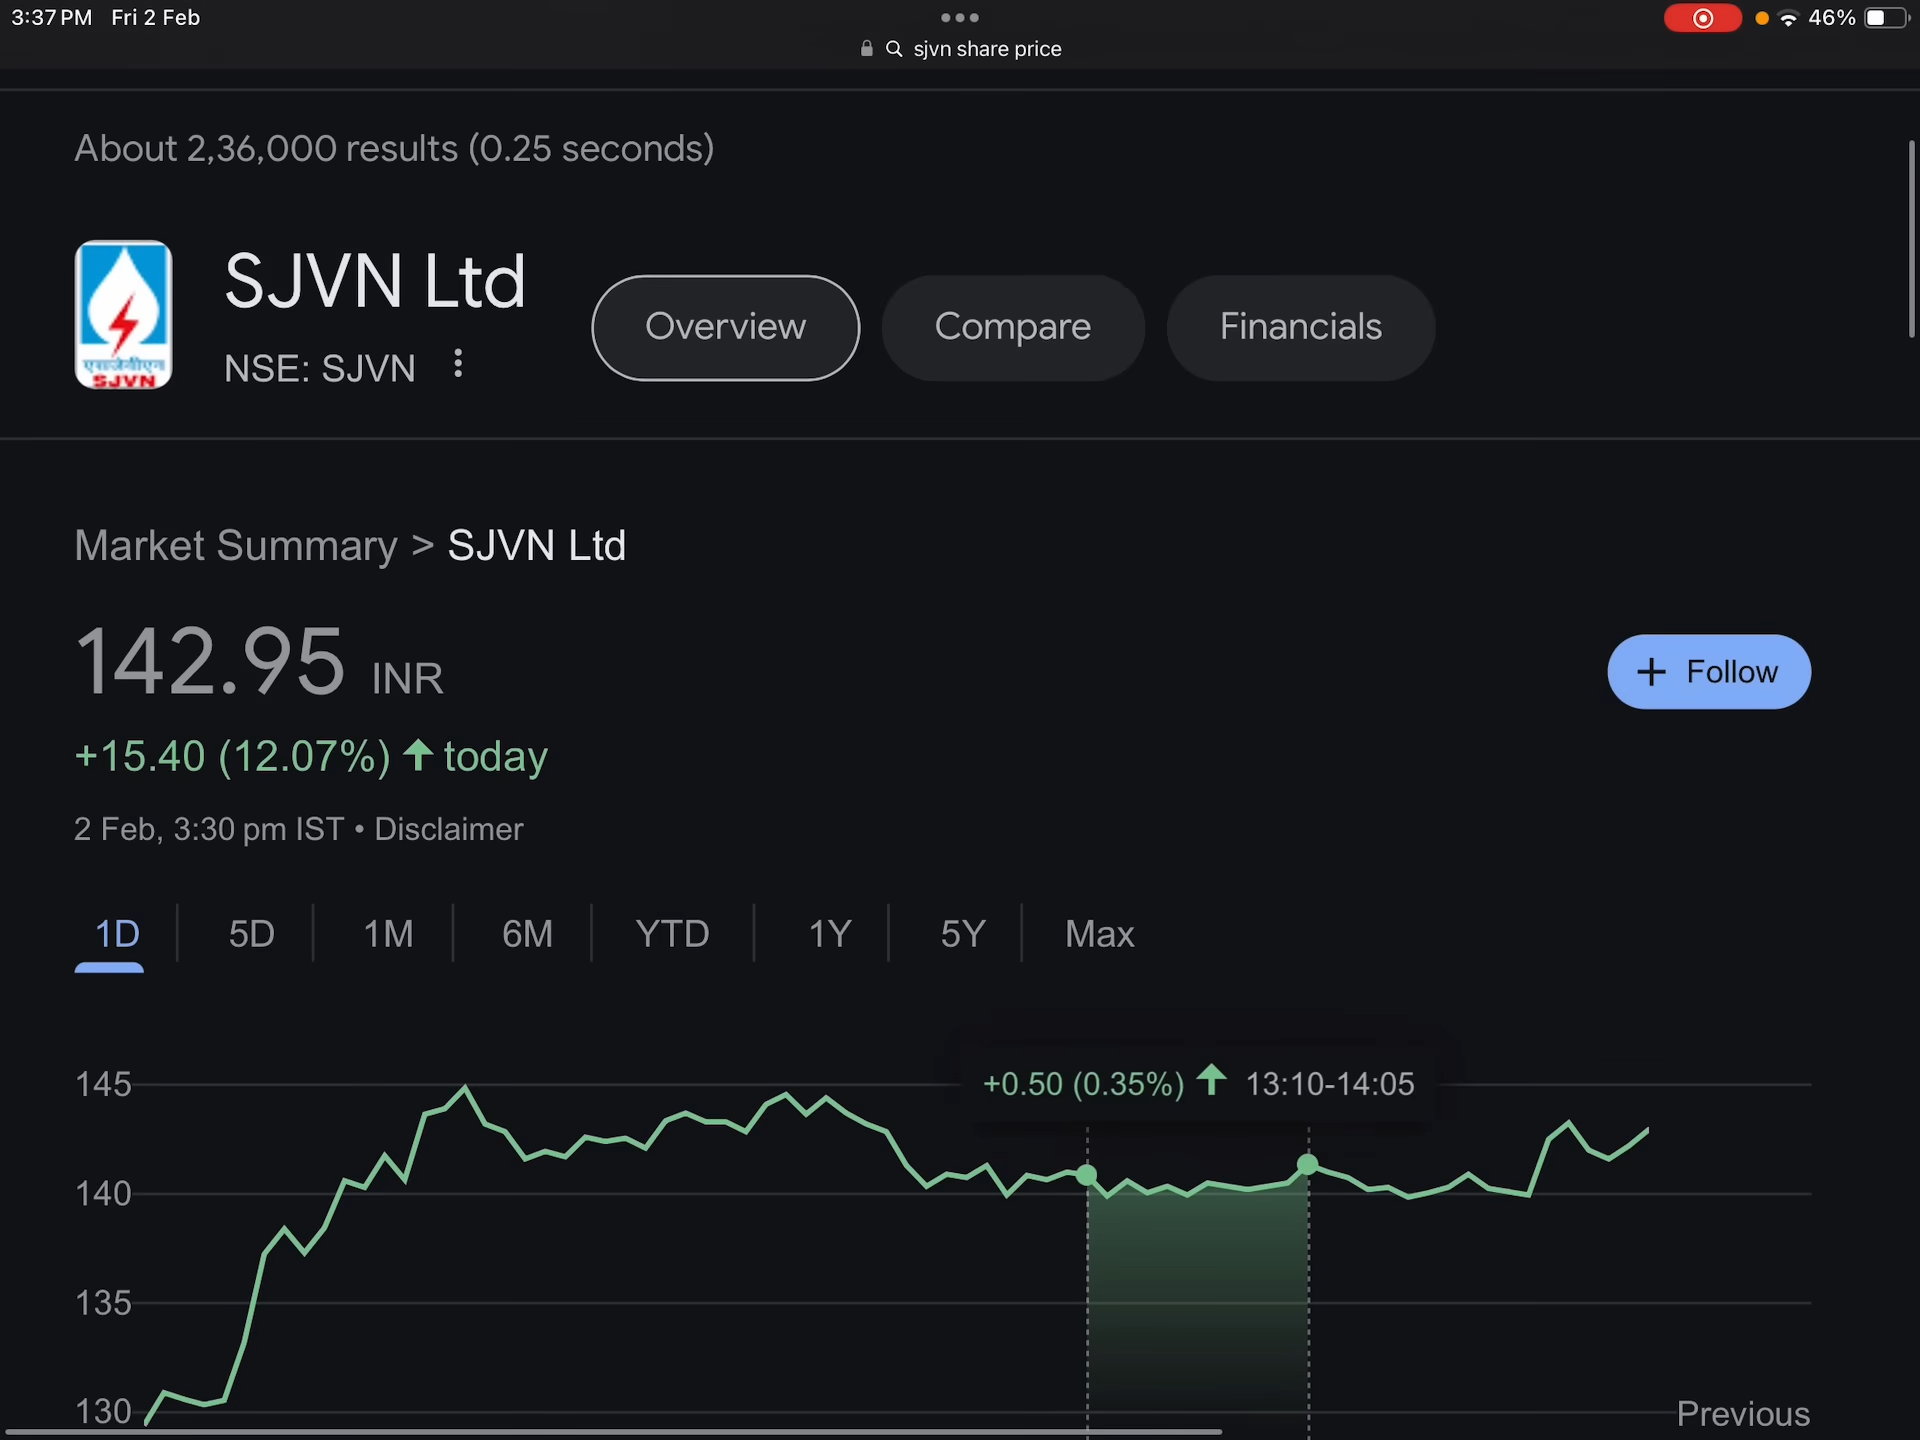 3:37 PM Fri 2 Feb
46%
sjvn share price
About 2,36,000 results (0.25 seconds)
एसजेवीएन
SJVN
SJVN Ltd
NSE: SJVN
Overview
Compare
Financials
Market Summary > SJVN Ltd
142.95 INR
+ Follow
+15.40 (12.07%) ↑ today
2 Feb, 3:30 pm IST • Disclaimer
1D 5D 1M 6M YTD 1Y 5Y Max
+0.50 (0.35%) ↑ 13:10-14:05
145
140
135
130
Previous